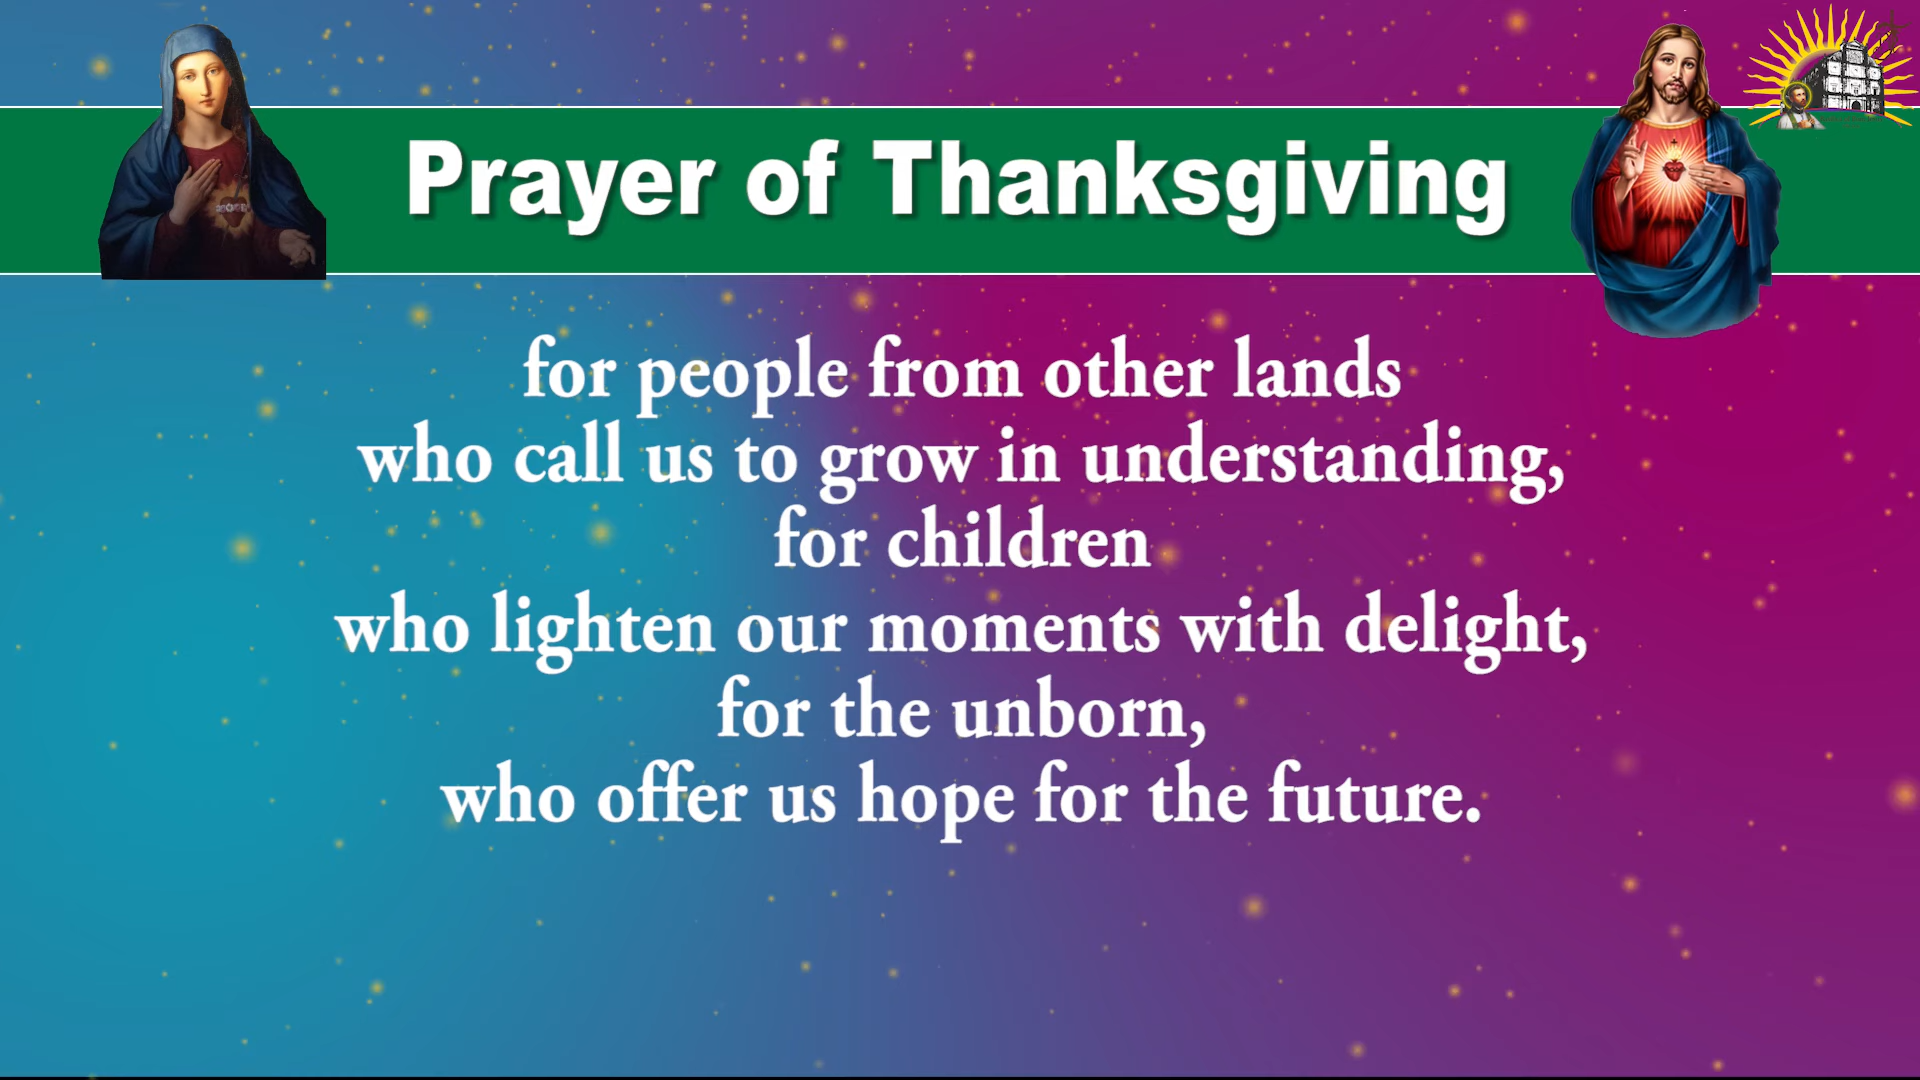 Prayer of Thanksgiving
for people from other lands
who call us to grow in understanding,
for children
who lighten our moments with delight,
for the unborn,
who offer us hope for the future.